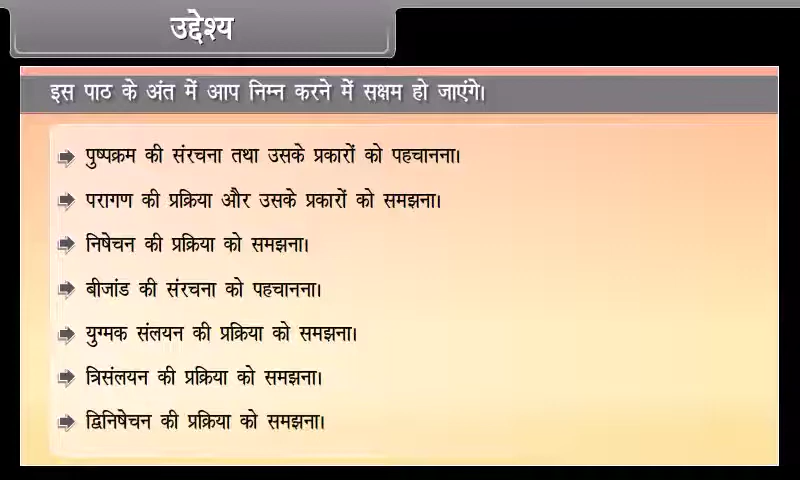 उद्देश्य
इस पाठ के अंत में आप निम्न करने में सक्षम हो जाएंगे।
पुष्पक्रम की संरचना तथा उसके प्रकारों को पहचानना।
परागण की प्रक्रिया और उसके प्रकारों को समझना।
निषेचन की प्रक्रिया को समझना।
बीजांड की संरचना को पहचानना।
युग्मक संलयन की प्रक्रिया को समझना।
त्रिसंलयन की प्रक्रिया को समझना।
द्विनिषेचन की प्रक्रिया को समझना।